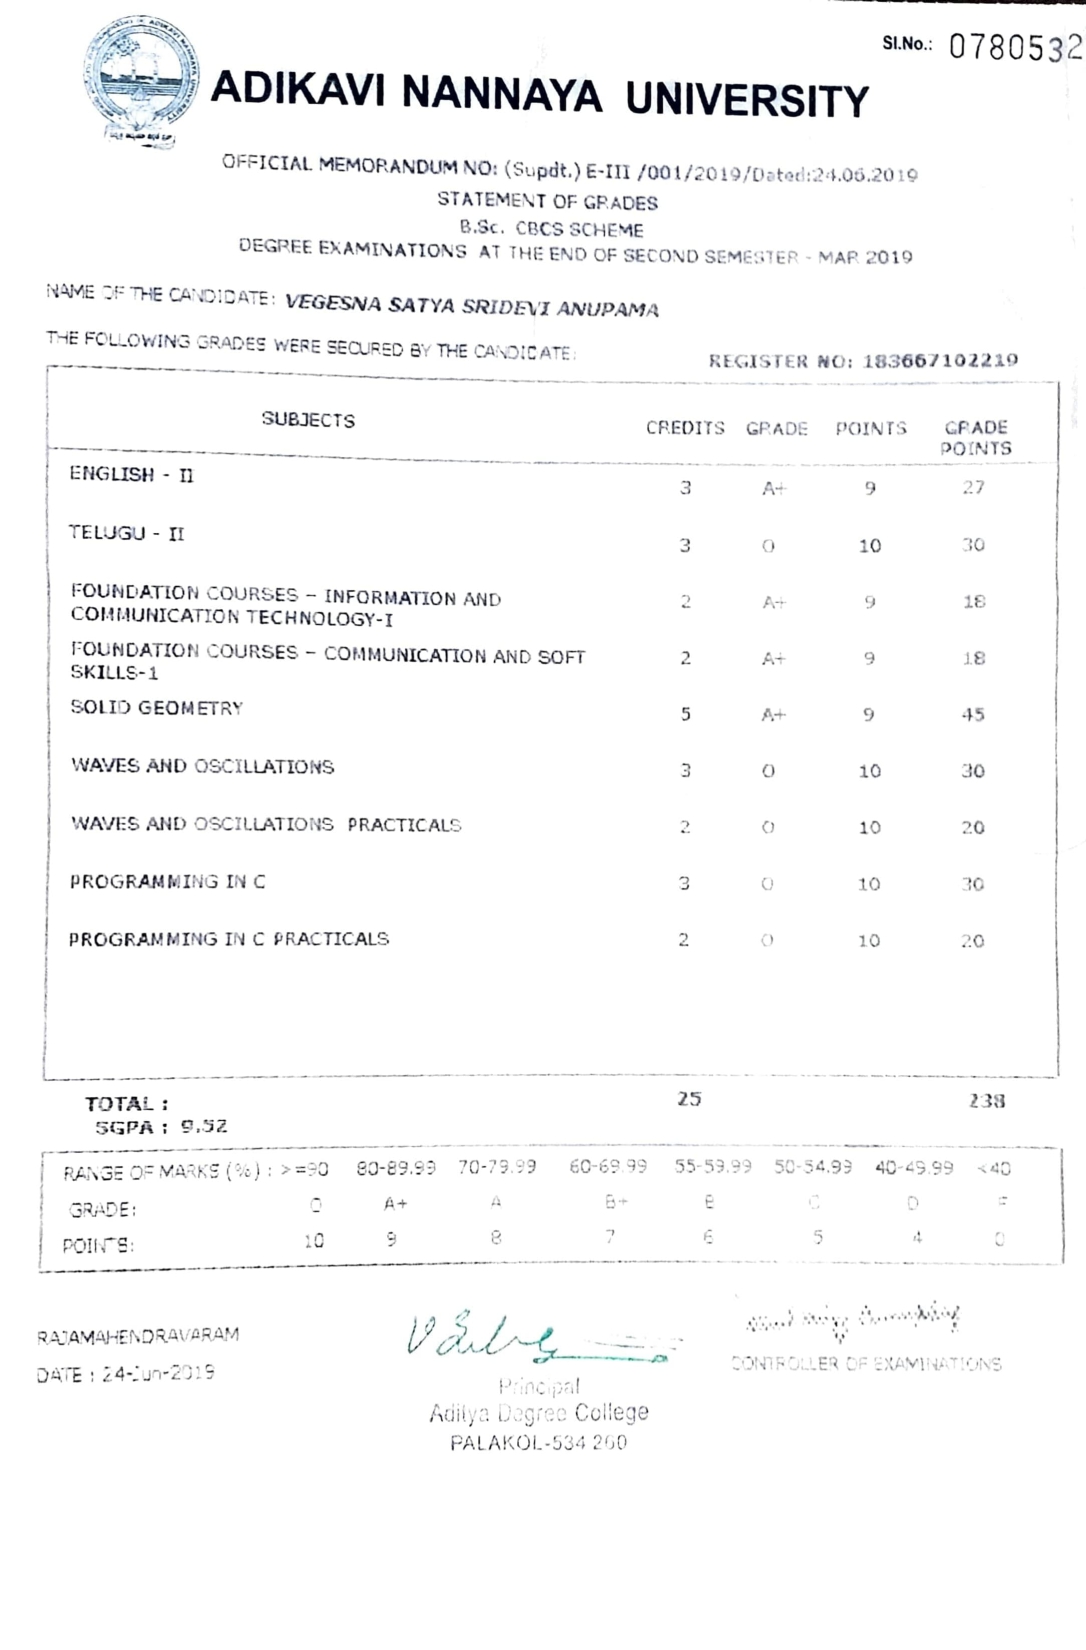 Sl.No.: 0780532
ADIKAVI NANNAYA UNIVERSITY
OFFICIAL MEMORANDUM NO: (Supdt.) E-III /001/2019/Dated:24.06.2019
STATEMENT OF GRADES
B.Sc. CBCS SCHEME
DEGREE EXAMINATIONS AT THE END OF SECOND SEMESTER - MAR 2019
NAME OF THE CANDIDATE: VEGESNA SATYA SRIDEVI ANUPAMA
THE FOLLOWING GRADES WERE SECURED BY THE CANDIDATE:
REGISTER NO: 183667102219
SUBJECTS CREDITS GRADE POINTS GRADE POINTS
ENGLISH - II 3 A+ 9 27
TELUGU - II 3 O 10 30
FOUNDATION COURSES – INFORMATION AND
COMMUNICATION TECHNOLOGY-I 2 A+ 9 18
FOUNDATION COURSES – COMMUNICATION AND SOFT
SKILLS-1 2 A+ 9 18
SOLID GEOMETRY 5 A+ 9 45
WAVES AND OSCILLATIONS 3 O 10 30
WAVES AND OSCILLATIONS PRACTICALS 2 O 10 20
PROGRAMMING IN C 3 O 10 30
PROGRAMMING IN C PRACTICALS 2 O 10 20
TOTAL : 25 238
SGPA : 9.52
RANGE OF MARKS (%) : >=90 80-89.99 70-79.99 60-69.99 55-59.99 50-54.99 40-49.99 <40
GRADE: O A+ A B+ B C D F
POINTS: 10 9 8 7 6 5 4 0
RAJAMAHENDRAVARAM
DATE : 24-Jun-2019
CONTROLLER OF EXAMINATIONS
Principal
Aditya Degree College
PALAKOL-534 260